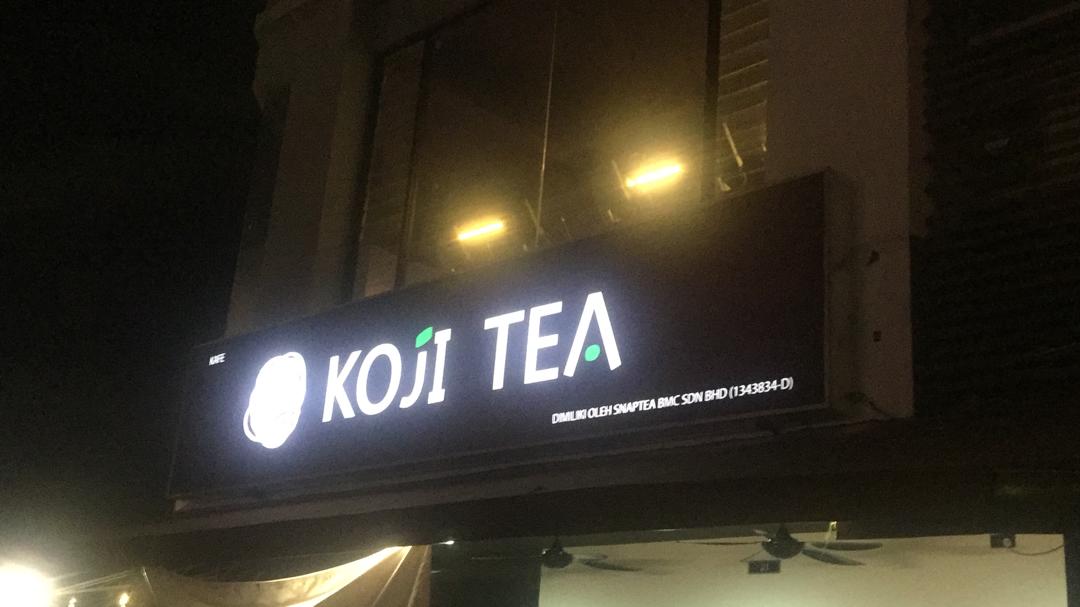 KAFE
KOJI TEA
DIMILIKI OLEH SNAPTEA BMC SDN BHD (1343834-D)